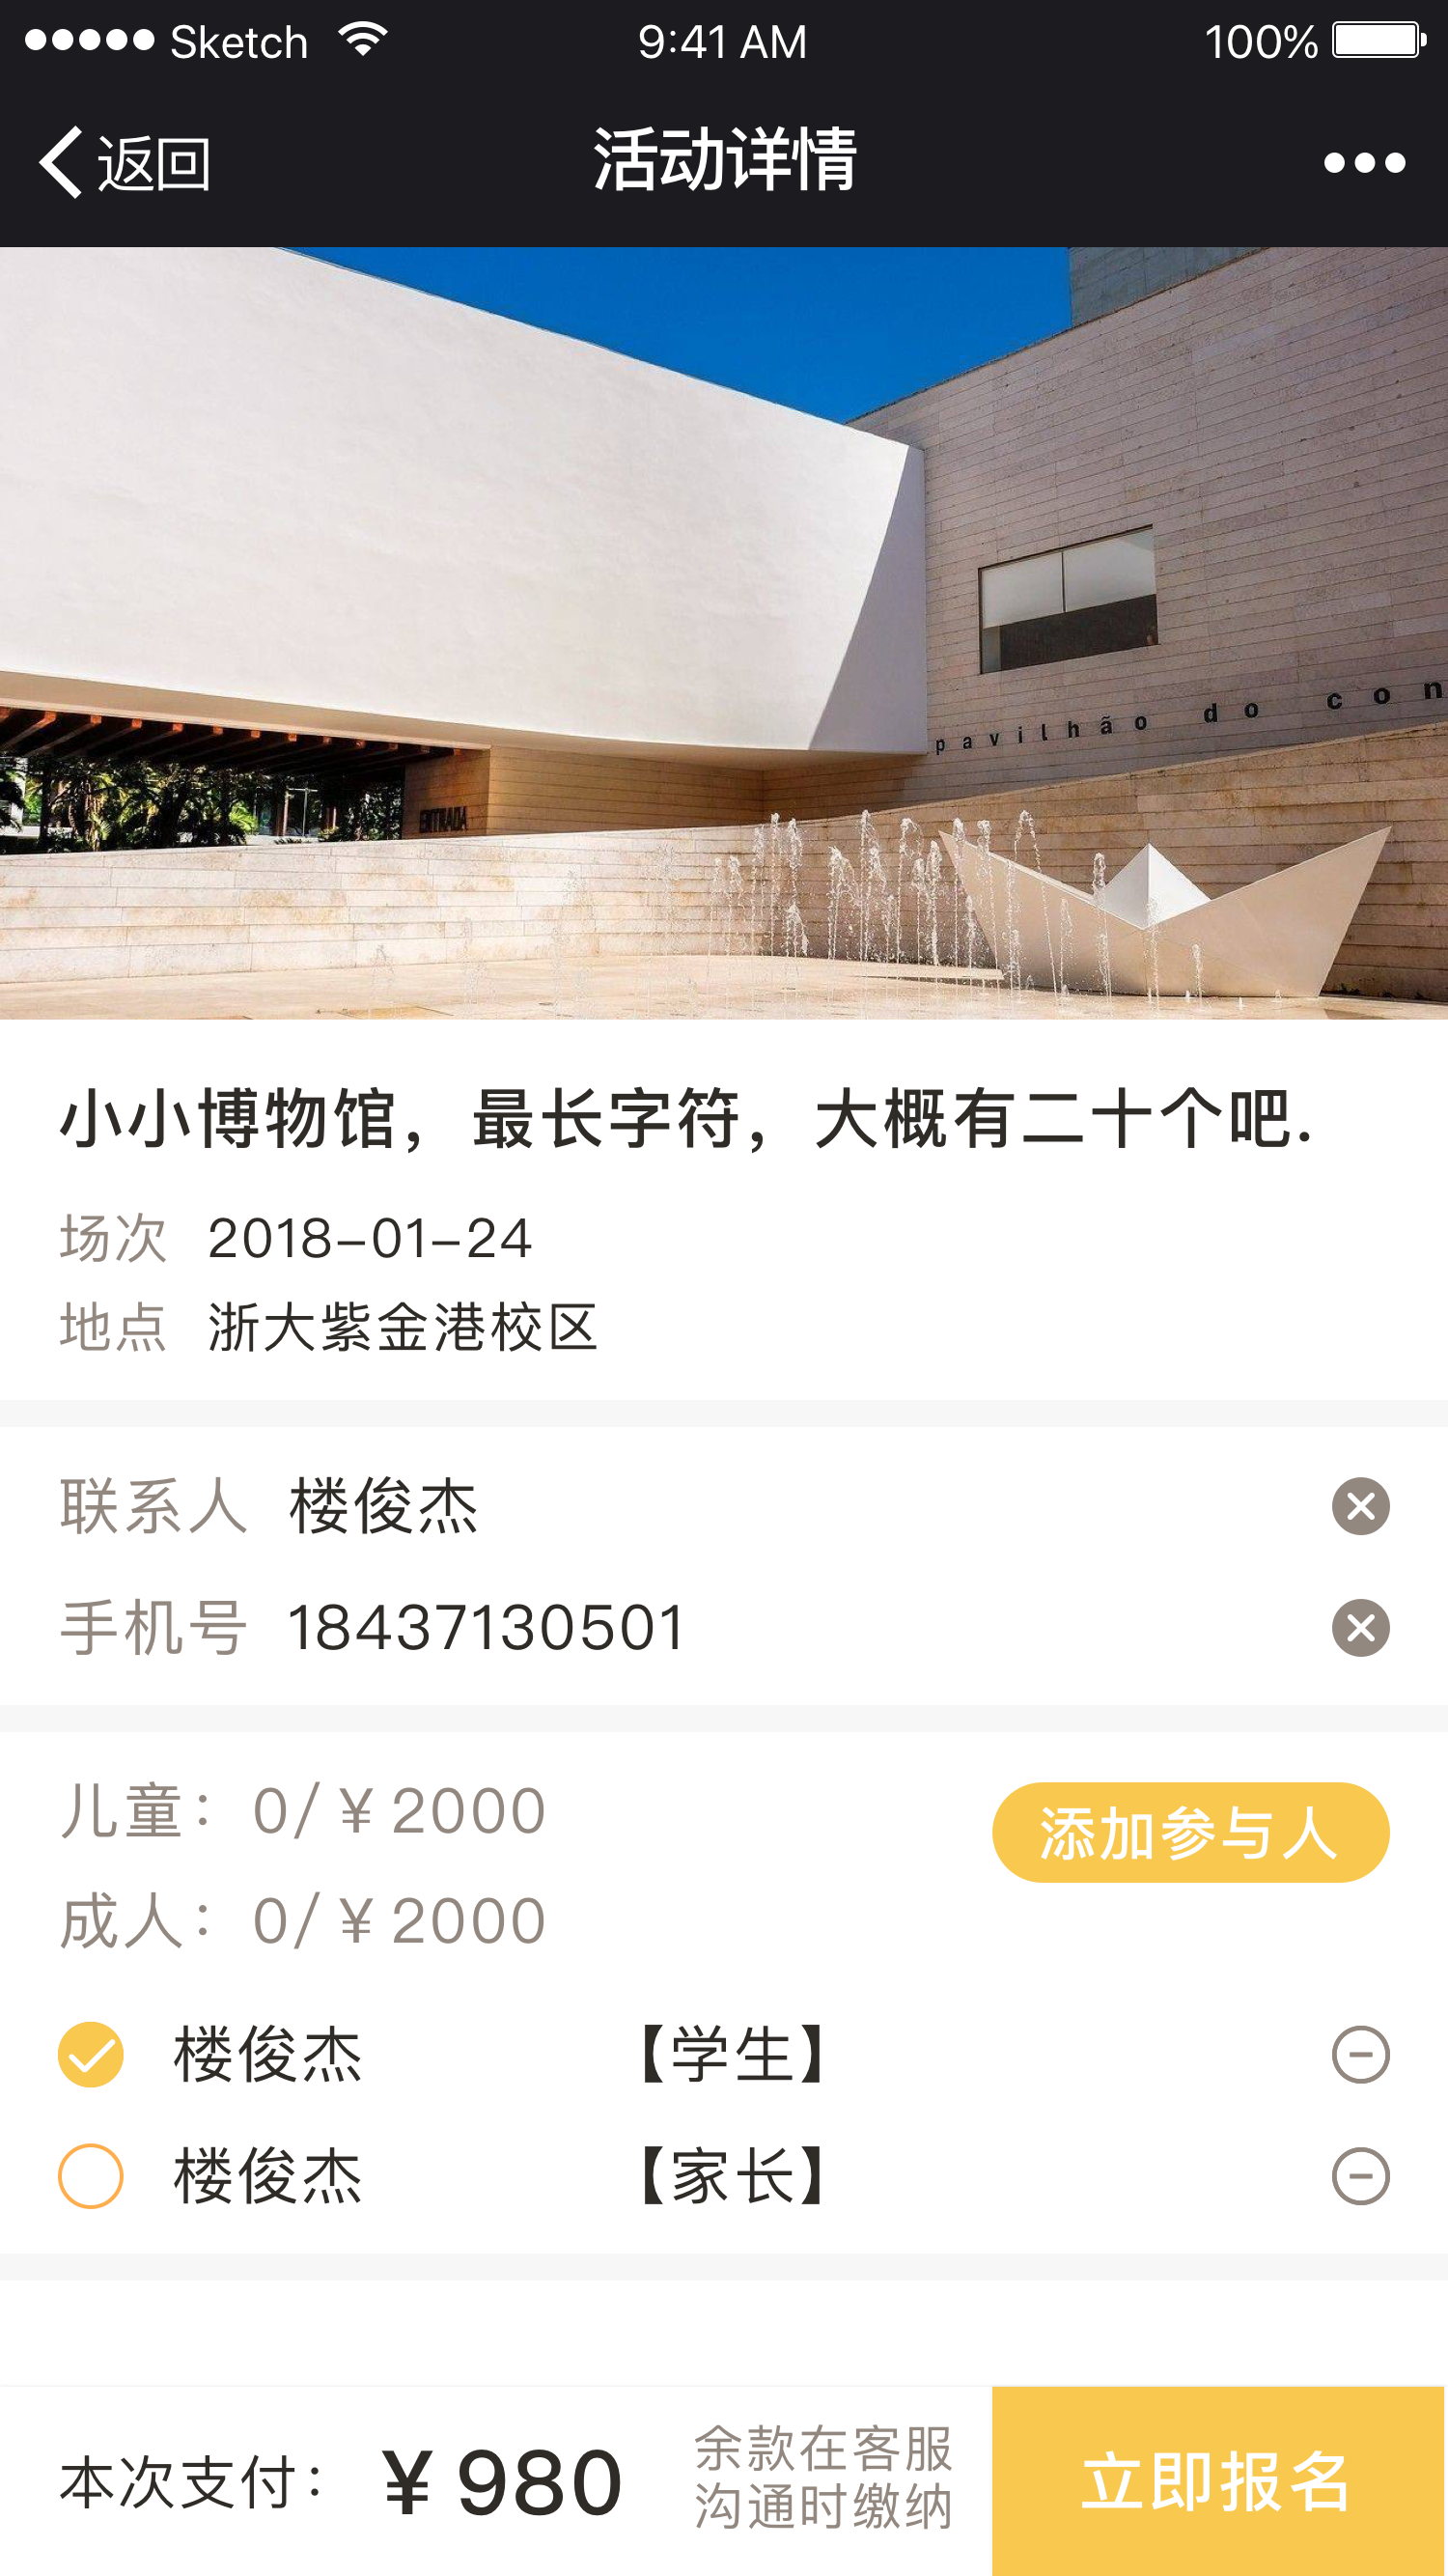 Sketch 9:41 AM 100%
返回 活动详情
pavilhão do con
ENTRADA
小小博物馆，最长字符，大概有二十个吧.
场次 2018-01-24
地点 浙大紫金港校区
联系人 楼俊杰
手机号 18437130501
儿童：0/￥2000
添加参与人
成人：0/￥2000
楼俊杰 【学生】
楼俊杰 【家长】
本次支付：￥980
余款在客服
沟通时缴纳
立即报名